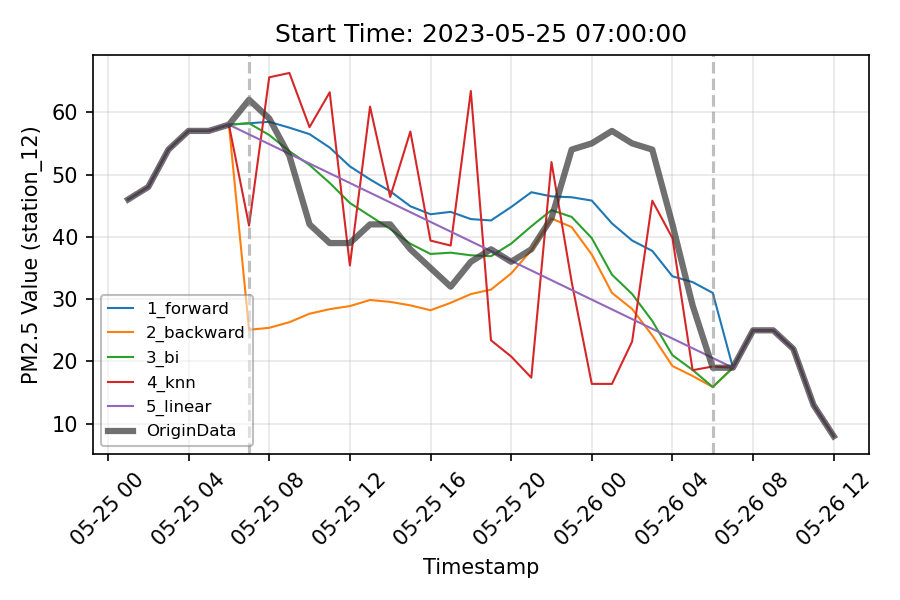 Start Time: 2023-05-25 07:00:00
PM2.5 Value (station_12)
60
50
40
30
20
10
1_forward
2_backward
3_bi
4_knn
5_linear
OriginData
05-25 00
05-25 04
05-25 08
05-25 12
05-25 16
05-25 20
05-26 00
05-26 04
05-26 08
05-26 12
Timestamp